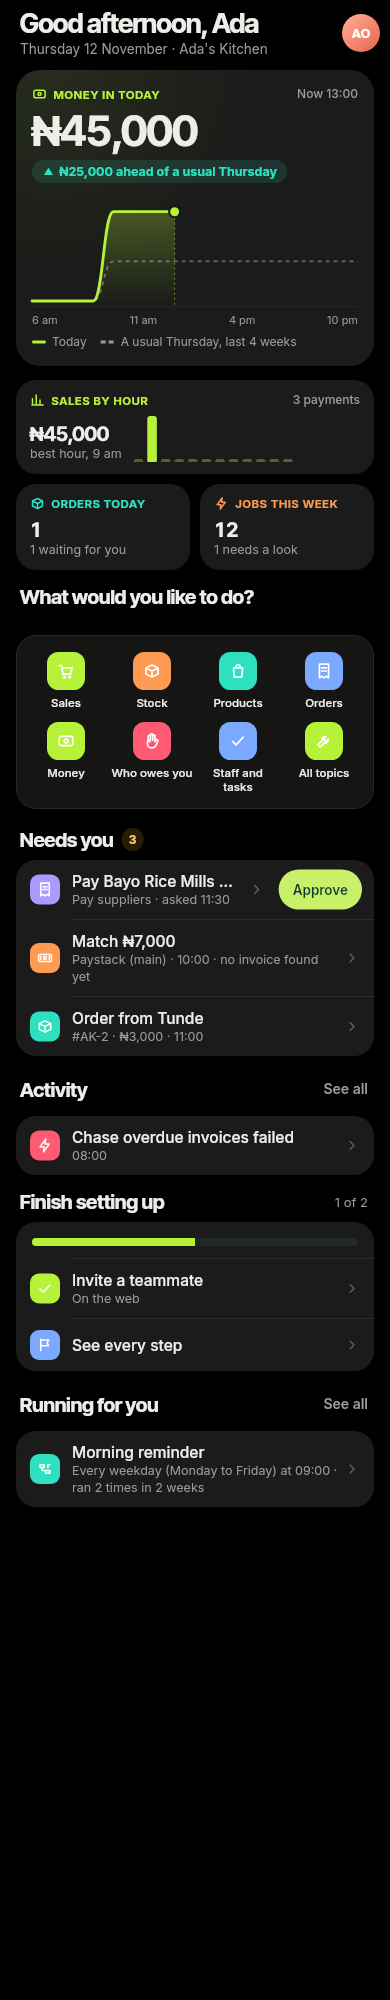 Good afternoon, Ada
Thursday 12 November · Ada's Kitchen
AO
MONEY IN TODAY
Now 13:00
₦45,000
▲ ₦25,000 ahead of a usual Thursday
6 am
11 am
4 pm
10 pm
Today
A usual Thursday, last 4 weeks
SALES BY HOUR
3 payments
₦45,000
best hour, 9 am
ORDERS TODAY
1
1 waiting for you
JOBS THIS WEEK
12
1 needs a look
What would you like to do?
Sales
Stock
Products
Orders
Money
Who owes you
Staff and
tasks
All topics
Needs you
3
Pay Bayo Rice Mills ...
Pay suppliers · asked 11:30
Approve
Match ₦7,000
Paystack (main) · 10:00 · no invoice found
yet
Order from Tunde
#AK-2 · ₦3,000 · 11:00
Activity
See all
Chase overdue invoices failed
08:00
Finish setting up
1 of 2
Invite a teammate
On the web
See every step
Running for you
See all
Morning reminder
Every weekday (Monday to Friday) at 09:00 ·
ran 2 times in 2 weeks